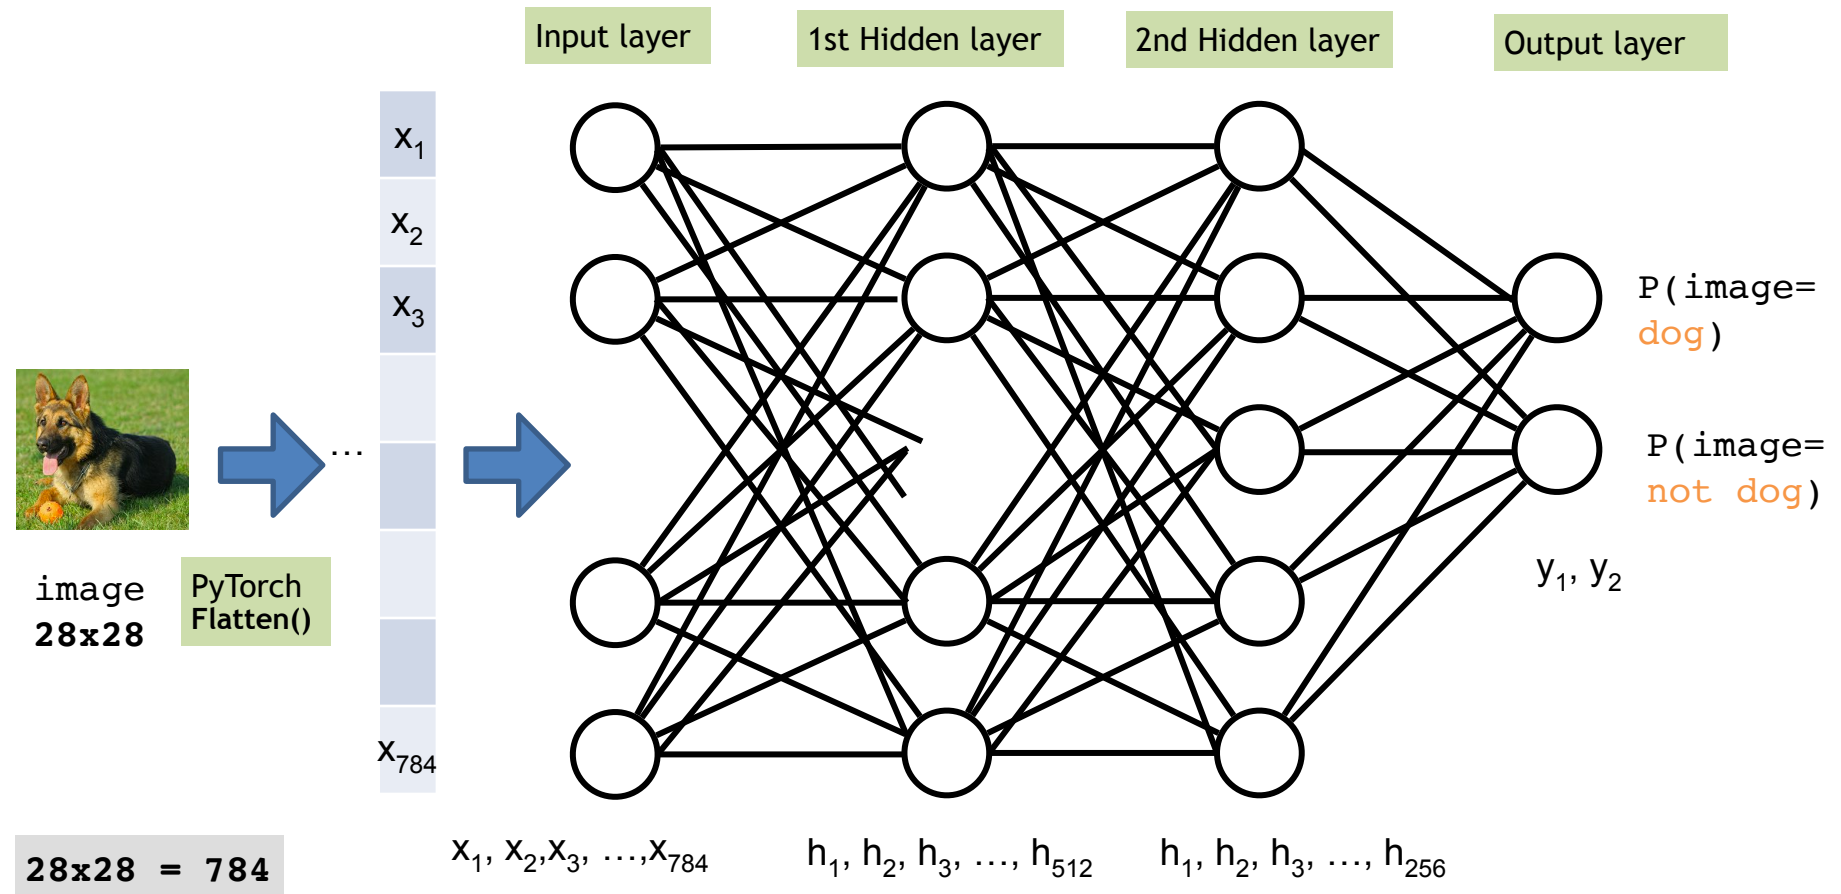 Input layer
1st Hidden layer
2nd Hidden layer
Output layer
x1
x2
x3
x784
...
image
28x28
PyTorch
Flatten()
P(image=
dog)
P(image=
not dog)
y1, y2
28x28 = 784
x1, x2,x3, ...,x784
h1, h2, h3, ..., h512
h1, h2, h3, ..., h256